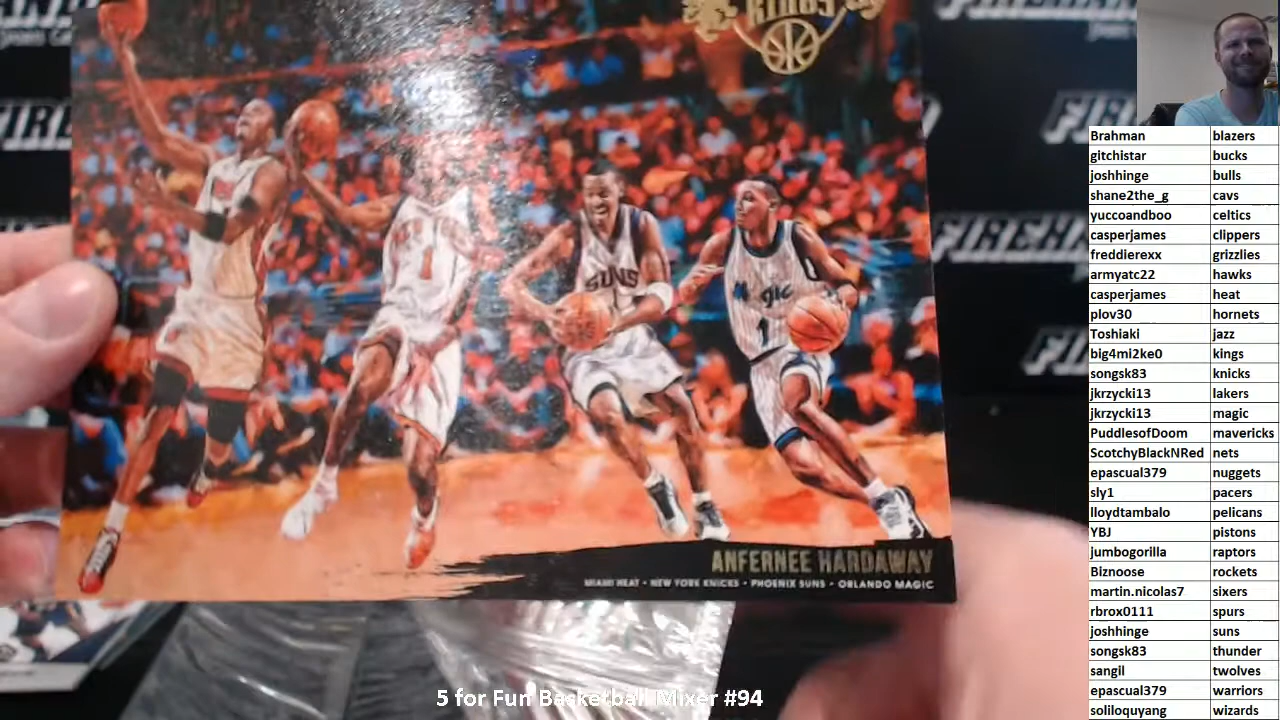 KINGS
SUNS
Magic
1
1
ANFERNEE HARDAWAY
MIAMI HEAT • NEW YORK KNICKS • PHOENIX SUNS • ORLANDO MAGIC
5 for Fun Basketball Mixer #94
Brahman blazers
gitchistar bucks
joshhinge bulls
shane2the_g cavs
yuccoandboo celtics
casperjames clippers
freddierexx grizzlies
armyatc22 hawks
casperjames heat
plov30 hornets
Toshiaki jazz
big4mi2ke0 kings
songsk83 knicks
jkrzycki13 lakers
jkrzycki13 magic
PuddlesofDoom mavericks
ScotchyBlackNRed nets
epascual379 nuggets
sly1 pacers
lloydtambalo pelicans
YBJ pistons
jumbogorilla raptors
Biznoose rockets
martin.nicolas7 sixers
rbrox0111 spurs
joshhinge suns
songsk83 thunder
sangil twolves
epascual379 warriors
soliloquyang wizards